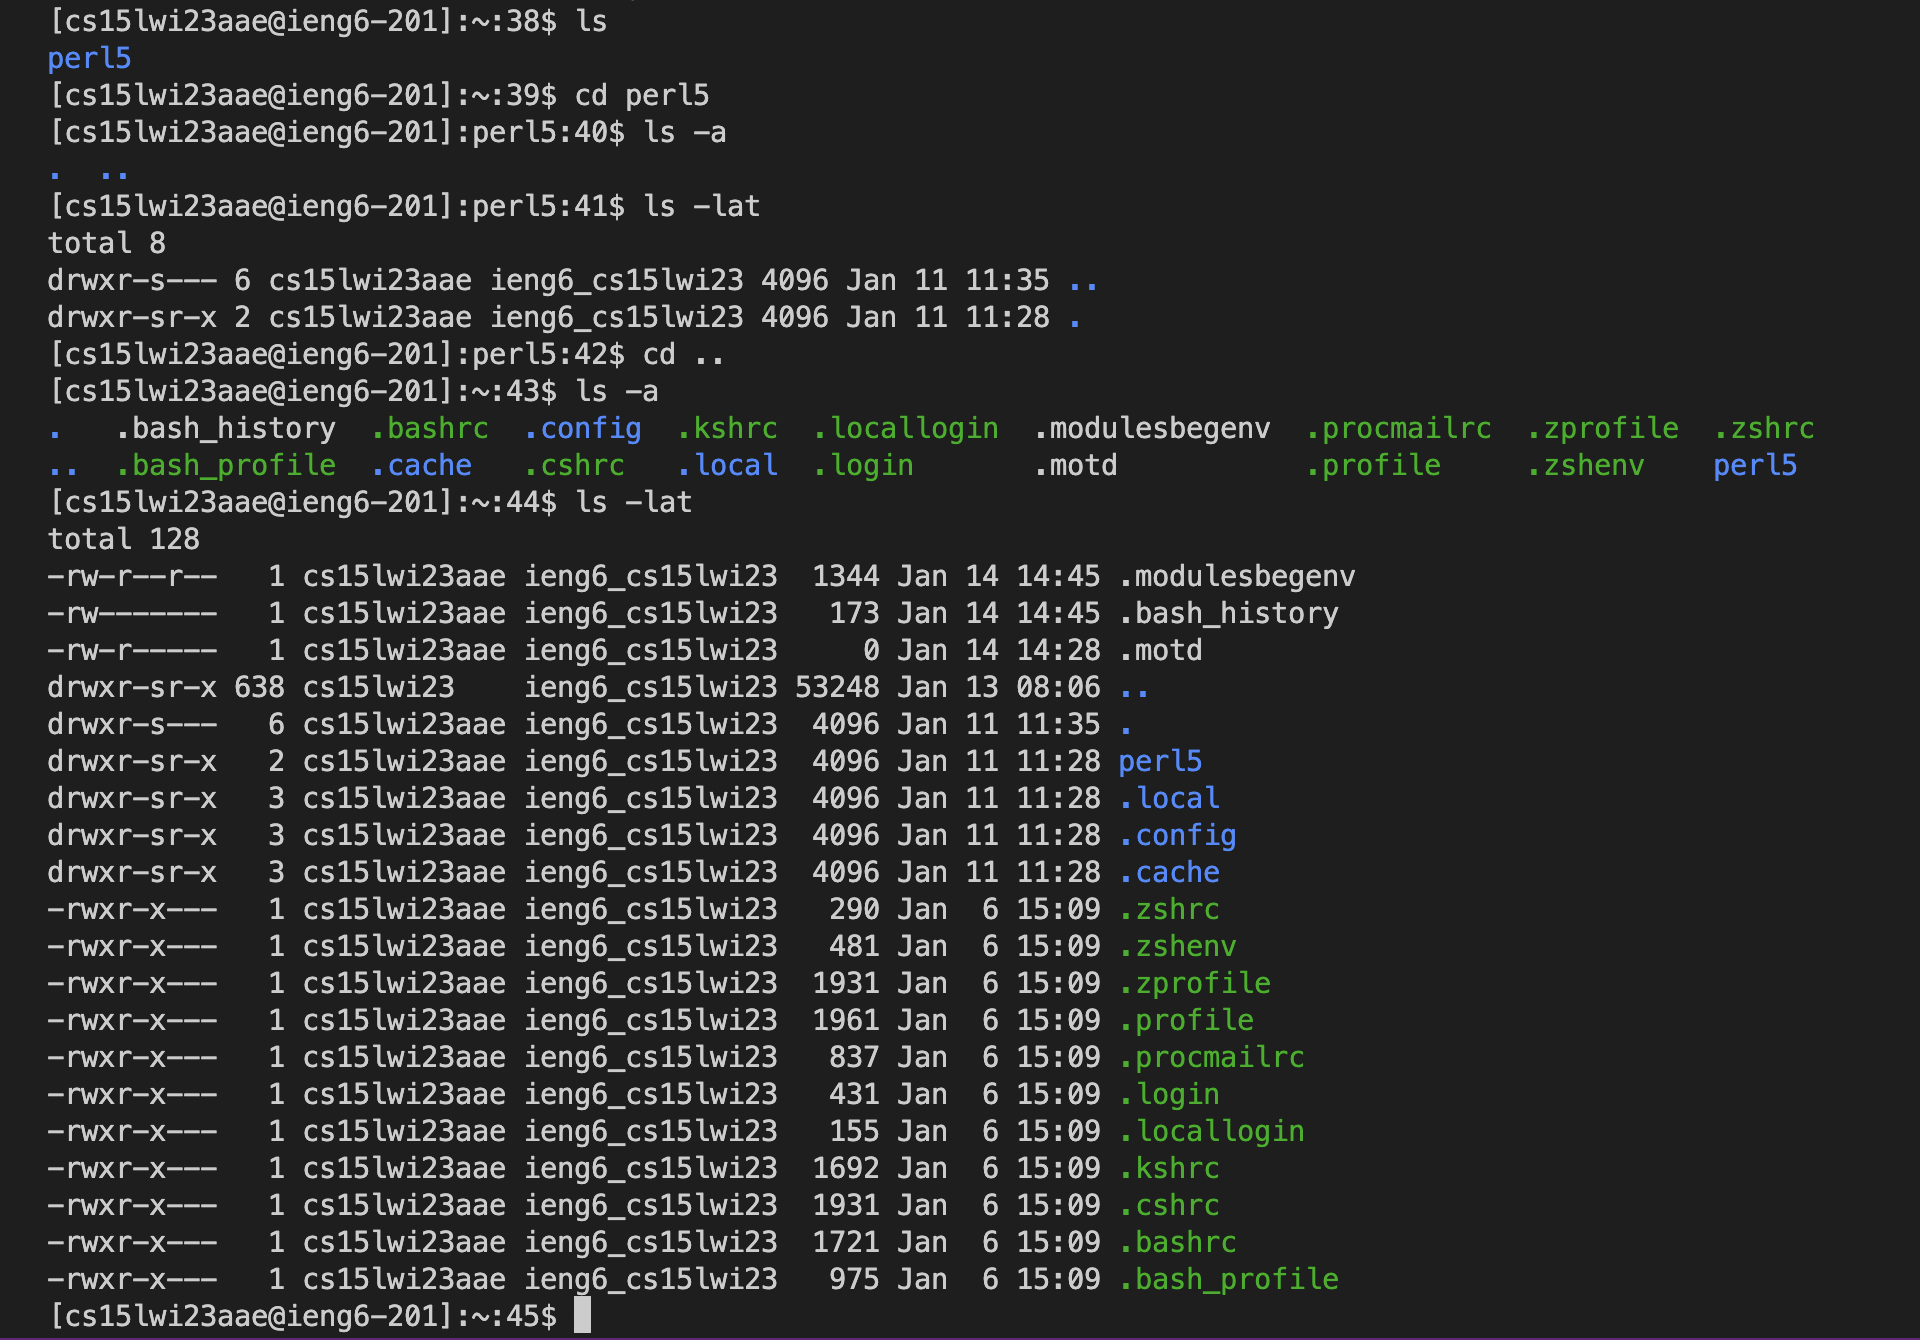 [cs15lwi23aae@ieng6-201]:~:38$ ls
perl5
[cs15lwi23aae@ieng6-201]:~:39$ cd perl5
[cs15lwi23aae@ieng6-201]:perl5:40$ ls -a
.  ..
[cs15lwi23aae@ieng6-201]:perl5:41$ ls -lat
total 8
drwxr-s--- 6 cs15lwi23aae ieng6_cs15lwi23 4096 Jan 11 11:35 ..
drwxr-sr-x 2 cs15lwi23aae ieng6_cs15lwi23 4096 Jan 11 11:28 .
[cs15lwi23aae@ieng6-201]:perl5:42$ cd ..
[cs15lwi23aae@ieng6-201]:~:43$ ls -a
.   .bash_history  .bashrc  .config  .kshrc  .locallogin  .modulesbegenv  .procmailrc  .zprofile  .zshrc
..  .bash_profile  .cache   .cshrc   .local  .login       .motd           .profile     .zshenv    perl5
[cs15lwi23aae@ieng6-201]:~:44$ ls -lat
total 128
-rw-r--r--   1 cs15lwi23aae ieng6_cs15lwi23  1344 Jan 14 14:45 .modulesbegenv
-rw-------   1 cs15lwi23aae ieng6_cs15lwi23   173 Jan 14 14:45 .bash_history
-rw-r-----   1 cs15lwi23aae ieng6_cs15lwi23     0 Jan 14 14:28 .motd
drwxr-sr-x 638 cs15lwi23    ieng6_cs15lwi23 53248 Jan 13 08:06 ..
drwxr-s---   6 cs15lwi23aae ieng6_cs15lwi23  4096 Jan 11 11:35 .
drwxr-sr-x   2 cs15lwi23aae ieng6_cs15lwi23  4096 Jan 11 11:28 perl5
drwxr-sr-x   3 cs15lwi23aae ieng6_cs15lwi23  4096 Jan 11 11:28 .local
drwxr-sr-x   3 cs15lwi23aae ieng6_cs15lwi23  4096 Jan 11 11:28 .config
drwxr-sr-x   3 cs15lwi23aae ieng6_cs15lwi23  4096 Jan 11 11:28 .cache
-rwxr-x---   1 cs15lwi23aae ieng6_cs15lwi23   290 Jan  6 15:09 .zshrc
-rwxr-x---   1 cs15lwi23aae ieng6_cs15lwi23   481 Jan  6 15:09 .zshenv
-rwxr-x---   1 cs15lwi23aae ieng6_cs15lwi23  1931 Jan  6 15:09 .zprofile
-rwxr-x---   1 cs15lwi23aae ieng6_cs15lwi23  1961 Jan  6 15:09 .profile
-rwxr-x---   1 cs15lwi23aae ieng6_cs15lwi23   837 Jan  6 15:09 .procmailrc
-rwxr-x---   1 cs15lwi23aae ieng6_cs15lwi23   431 Jan  6 15:09 .login
-rwxr-x---   1 cs15lwi23aae ieng6_cs15lwi23   155 Jan  6 15:09 .locallogin
-rwxr-x---   1 cs15lwi23aae ieng6_cs15lwi23  1692 Jan  6 15:09 .kshrc
-rwxr-x---   1 cs15lwi23aae ieng6_cs15lwi23  1931 Jan  6 15:09 .cshrc
-rwxr-x---   1 cs15lwi23aae ieng6_cs15lwi23  1721 Jan  6 15:09 .bashrc
-rwxr-x---   1 cs15lwi23aae ieng6_cs15lwi23   975 Jan  6 15:09 .bash_profile
[cs15lwi23aae@ieng6-201]:~:45$